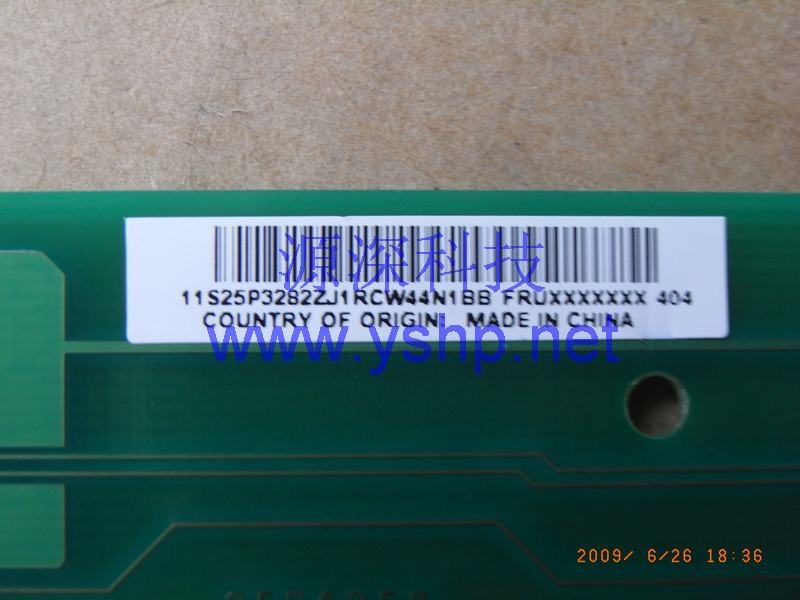 源深科技
11S25P3282ZJ1RCW44N1BB FRUXXXXXXX 404
COUNTRY OF ORIGIN: MADE IN CHINA
www.yshp.net
2009/ 6/26 18:36